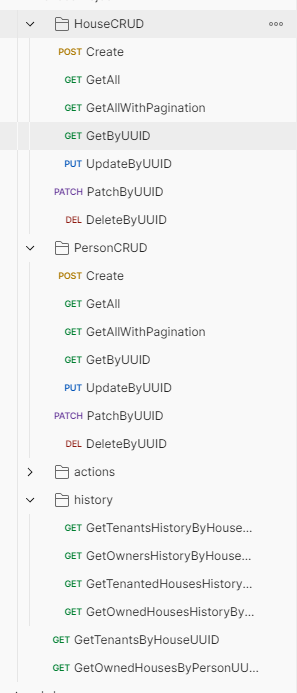 HouseCRUD
POST Create
GET GetAll
GET GetAllWithPagination
GET GetByUUID
PUT UpdateByUUID
PATCH PatchByUUID
DEL DeleteByUUID
PersonCRUD
POST Create
GET GetAll
GET GetAllWithPagination
GET GetByUUID
PUT UpdateByUUID
PATCH PatchByUUID
DEL DeleteByUUID
actions
history
GET GetTenantsHistoryByHouse...
GET GetOwnersHistoryByHouse...
GET GetTenantedHousesHistory...
GET GetOwnedHousesHistoryBy...
GET GetTenantsByHouseUUID
GET GetOwnedHousesByPersonUU...